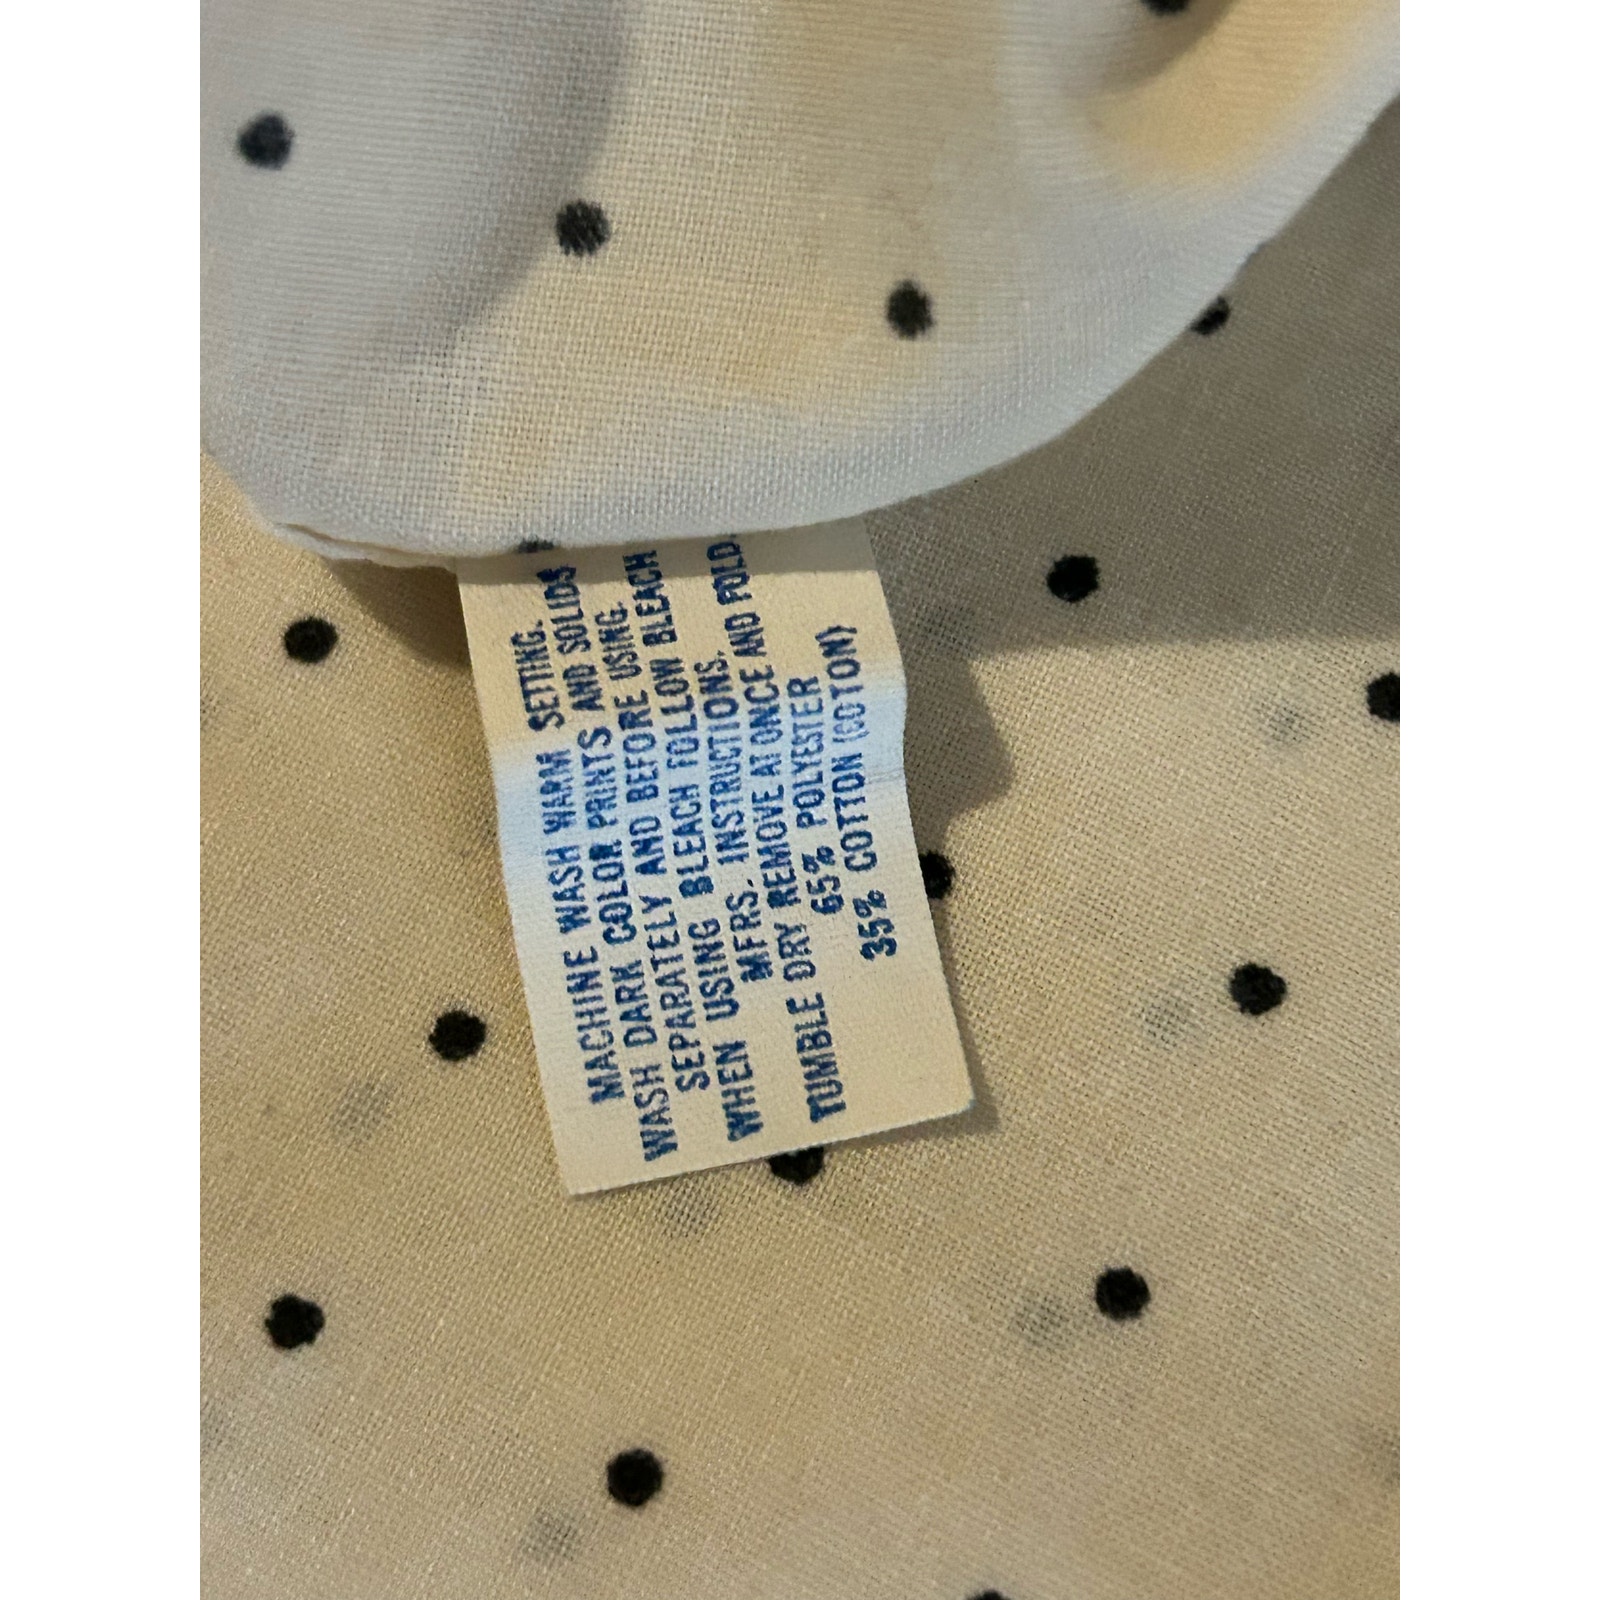 MACHINE WASH WARM SETTING.
WASH DARK COLOR PRINTS AND SOLIDS
SEPARATELY AND BEFORE USING.
WHEN USING BLEACH FOLLOW BLEACH
MFRS. INSTRUCTIONS.
TUMBLE DRY REMOVE AT ONCE AND FOLD.
65% POLYESTER
35% COTTON (COTON)